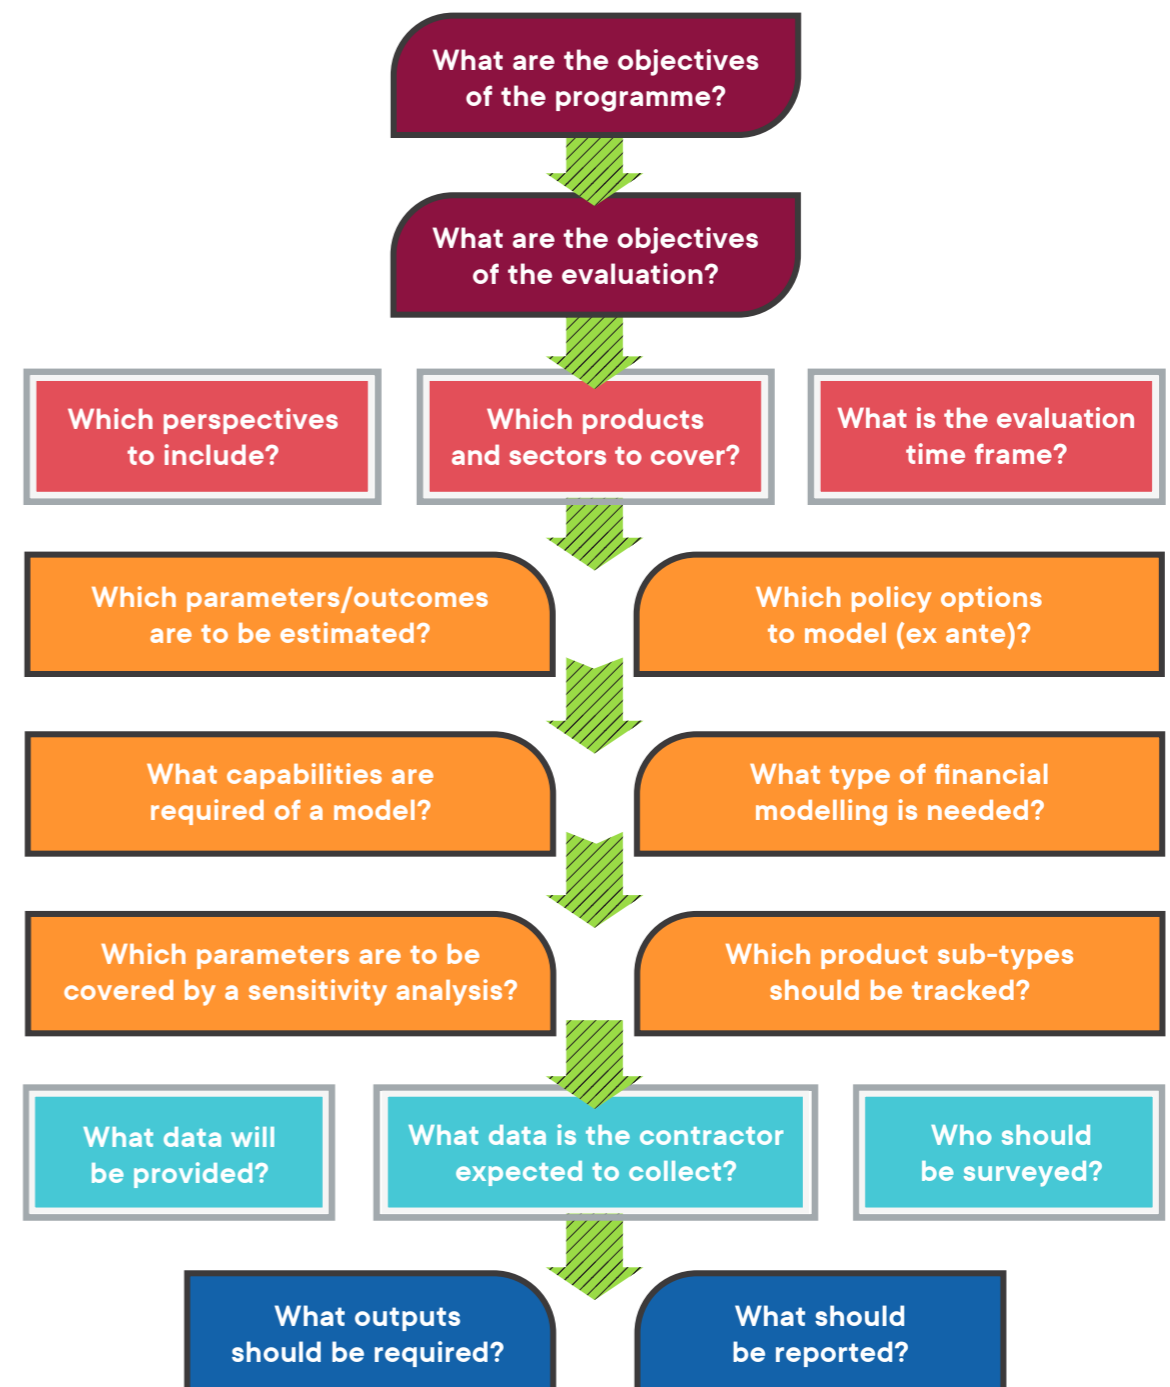 What are the objectives
of the programme?
What are the objectives
of the evaluation?
Which perspectives
to include?
Which products
and sectors to cover?
What is the evaluation
time frame?
Which parameters/outcomes
are to be estimated?
Which policy options
to model (ex ante)?
What capabilities are
required of a model?
What type of financial
modelling is needed?
Which parameters are to be
covered by a sensitivity analysis?
Which product sub-types
should be tracked?
What data will
be provided?
What data is the contractor
expected to collect?
Who should
be surveyed?
What outputs
should be required?
What should
be reported?